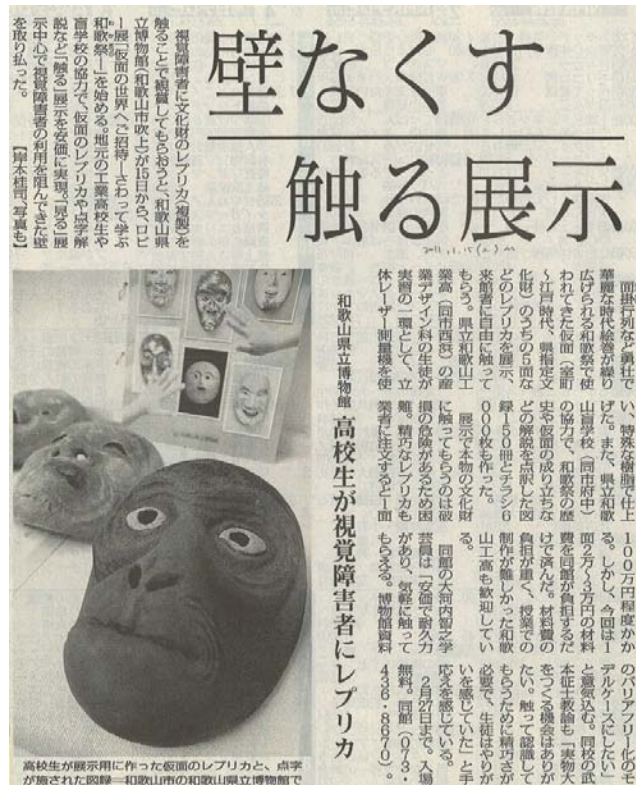 壁なくす
触る展示
2011.1.15(土)
視覚障害者に文化財のレプリカ(複製)を
触ることで観賞してもらおうと、和歌山県
立博物館(和歌山市吹上)が15日から、ロビ
ー展「仮面の世界へご招待―さわって学ぶ
和歌祭―」を始める。地元の工業高校生や
盲学校の協力で、仮面のレプリカや点字解
説など「触る」展示を安価に実現。「見る」展
示中心で視覚障害者の利用を阻んできた壁
を取り払った。 【岸本桂司、写真も】
和歌山県立博物館
高校生が視覚障害者にレプリカ
面掛行列など勇壮で
華麗な時代絵巻が繰り
広げられる和歌祭で使
われてきた仮面(室町
～江戸時代、県指定文
化財)のうちの5面な
どのレプリカを展示、
来館者に自由に触って
もらう。県立和歌山工
業高(同市西浜)の産
業デザイン科の生徒が
実習の一環として、立
体レーザー測量機を使
い、特殊な樹脂で仕上
げた。また、県立和歌
山盲学校(同市府中)
の協力で、和歌祭の歴
史や仮面の成り立ちな
どの解説を点訳した図
録150冊とチラシ6
000枚も作った。
展示で本物の文化財
に触ってもらうのは破
損の危険があるため困
難。精巧なレプリカも
業者に注文すると1面
100万円程度かか
る。しかし、今回は1
面2万～3万円の材料
費を同館が負担するだ
けで済んだ。材料費の
負担が重く、授業での
制作が難しかった和歌
山工高も歓迎してい
る。
同館の大河内智之学
芸員は「安価で耐久力
があり、気軽に触って
もらえる。博物館資料
のバリアフリー化のモ
デルケースにしたい」
と意気込む。同校の武
本征士教諭も「実物大
をつくる機会はありが
たい。触って認識して
もらうために精巧さが
必要で、生徒はやりが
いを感じていた」と手
応えを感じている。
2月27日まで。入場
無料。同館(073・
436・8670)。
高校生が展示用に作った仮面のレプリカと、点字
が施された図録＝和歌山市の和歌山県立博物館で